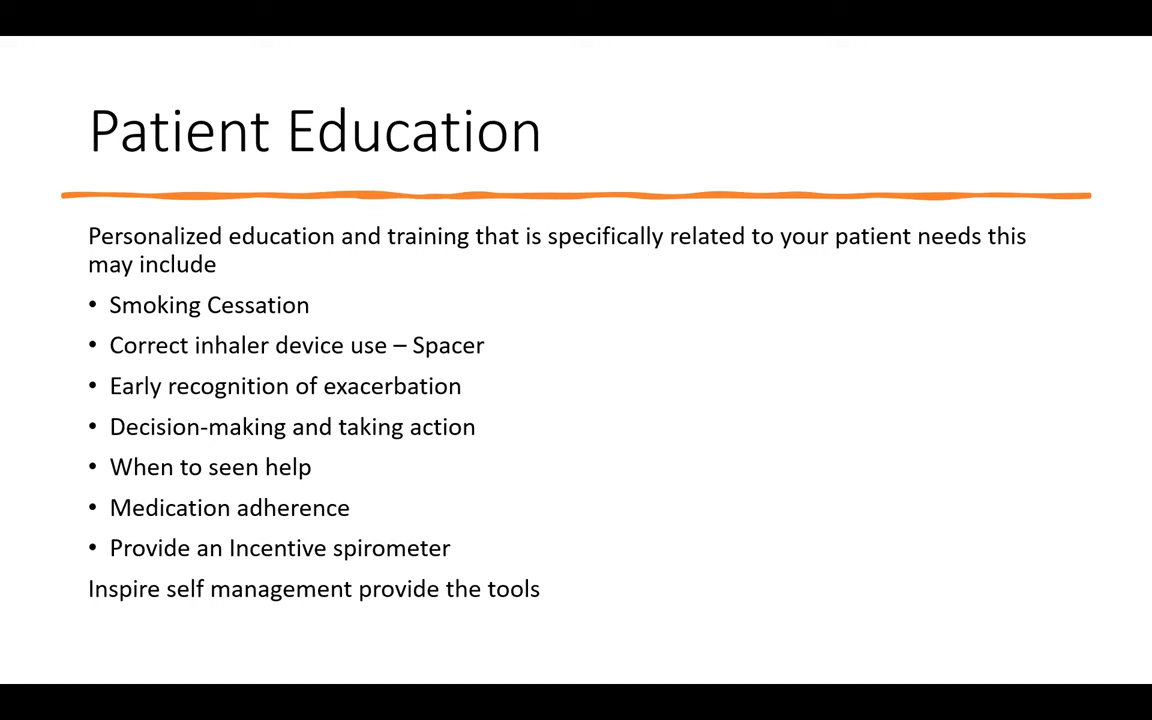 Patient Education
Personalized education and training that is specifically related to your patient needs this
may include
• Smoking Cessation
• Correct inhaler device use – Spacer
• Early recognition of exacerbation
• Decision-making and taking action
• When to seen help
• Medication adherence
• Provide an Incentive spirometer
Inspire self management provide the tools